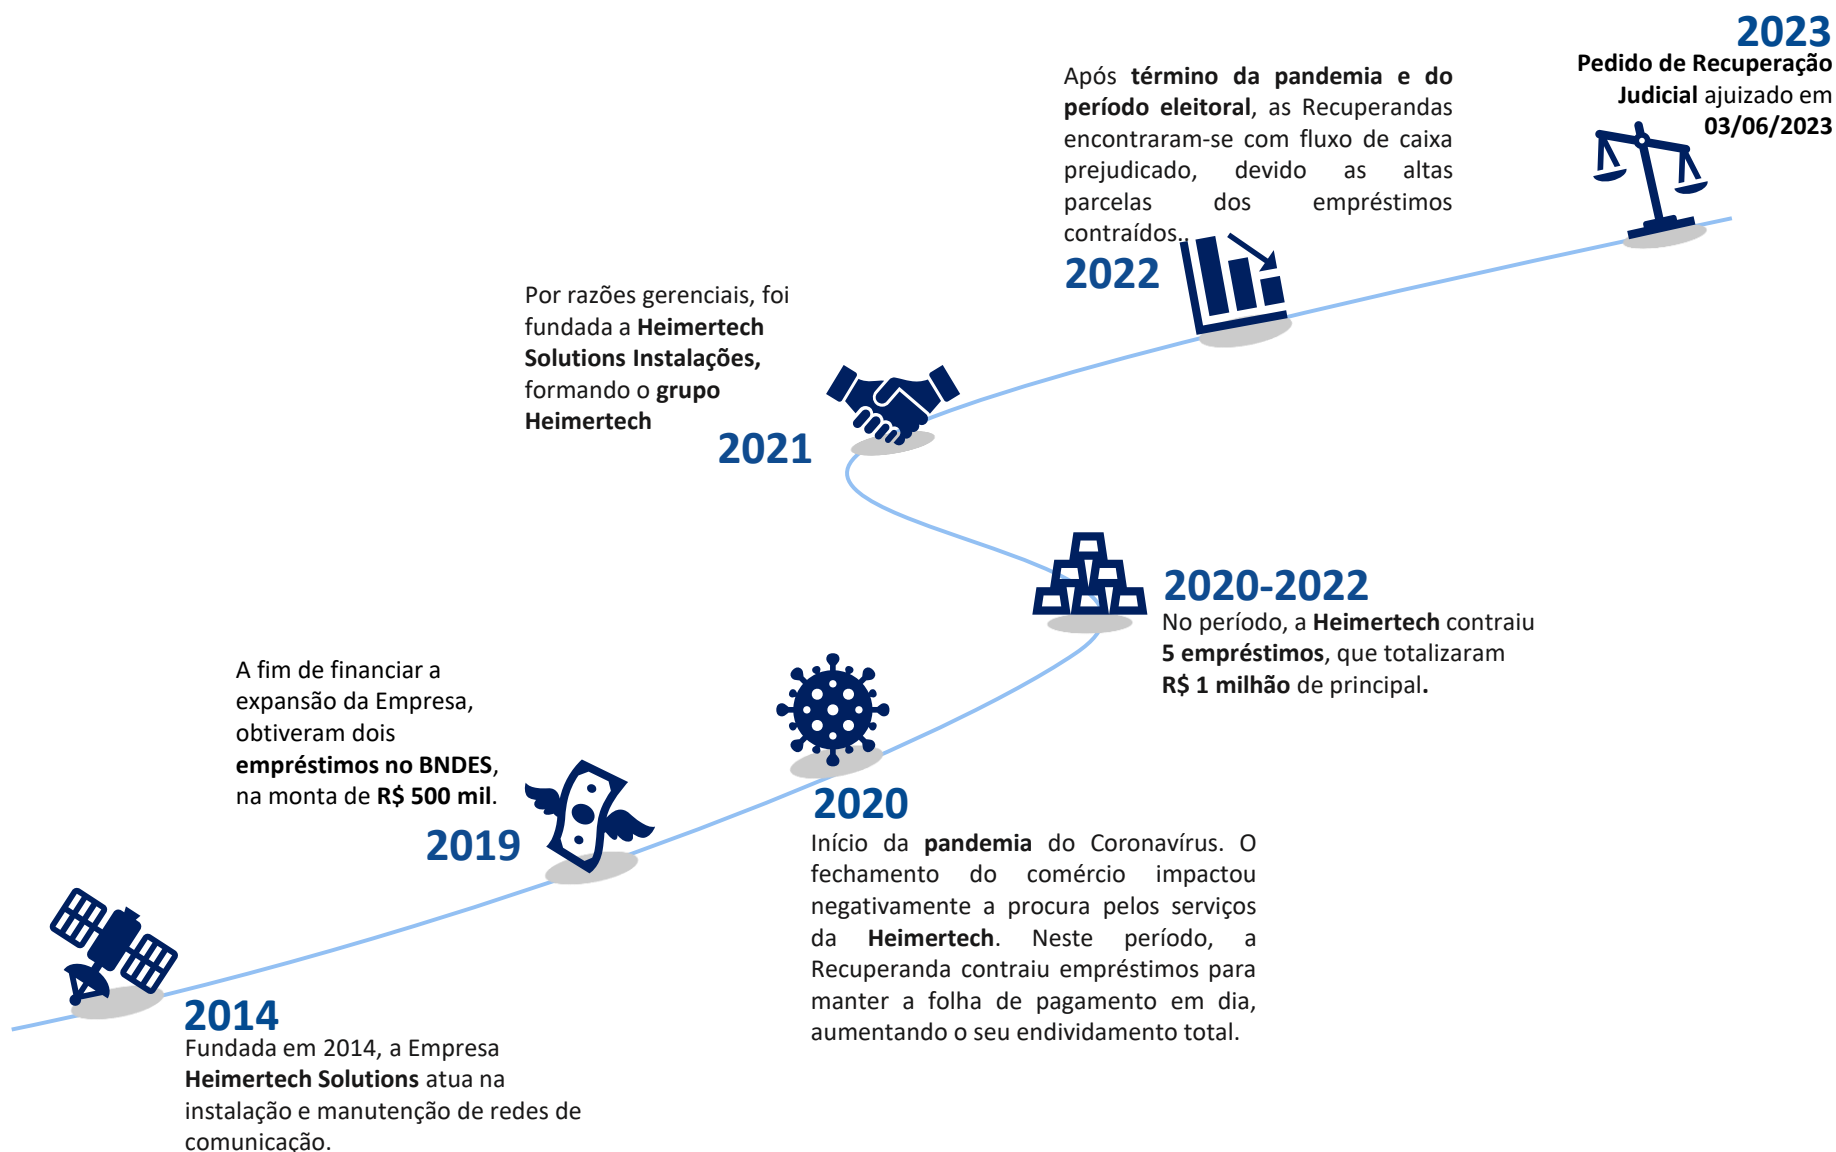 2023
Pedido de Recuperação
Judicial ajuizado em
03/06/2023
Após término da pandemia e do
período eleitoral, as Recuperandas
encontraram-se com fluxo de caixa
prejudicado, devido as altas
parcelas dos empréstimos
contraídos..
2022
Por razões gerenciais, foi
fundada a Heimertech
Solutions Instalações,
formando o grupo
Heimertech
2021
2020-2022
No período, a Heimertech contraiu
5 empréstimos, que totalizaram
R$ 1 milhão de principal.
A fim de financiar a
expansão da Empresa,
obtiveram dois
empréstimos no BNDES,
na monta de R$ 500 mil.
2019
2020
Início da pandemia do Coronavírus. O
fechamento do comércio impactou
negativamente a procura pelos serviços
da Heimertech. Neste período, a
Recuperanda contraiu empréstimos para
manter a folha de pagamento em dia,
aumentando o seu endividamento total.
2014
Fundada em 2014, a Empresa
Heimertech Solutions atua na
instalação e manutenção de redes de
comunicação.